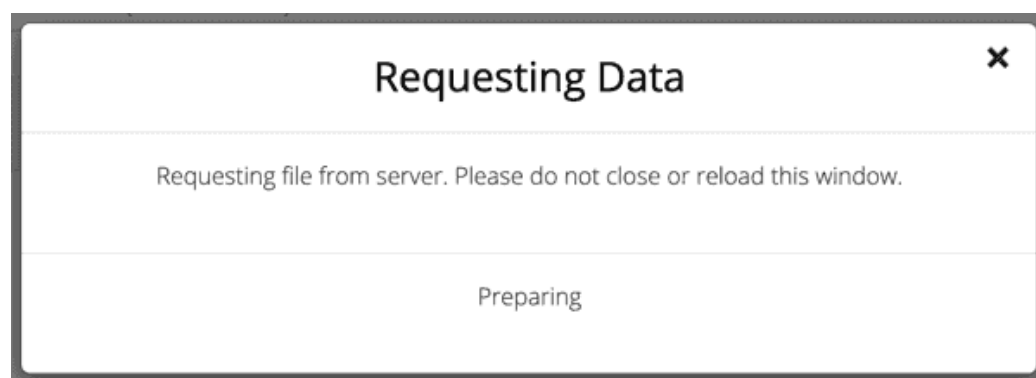 Requesting Data
Requesting file from server. Please do not close or reload this window.
Preparing